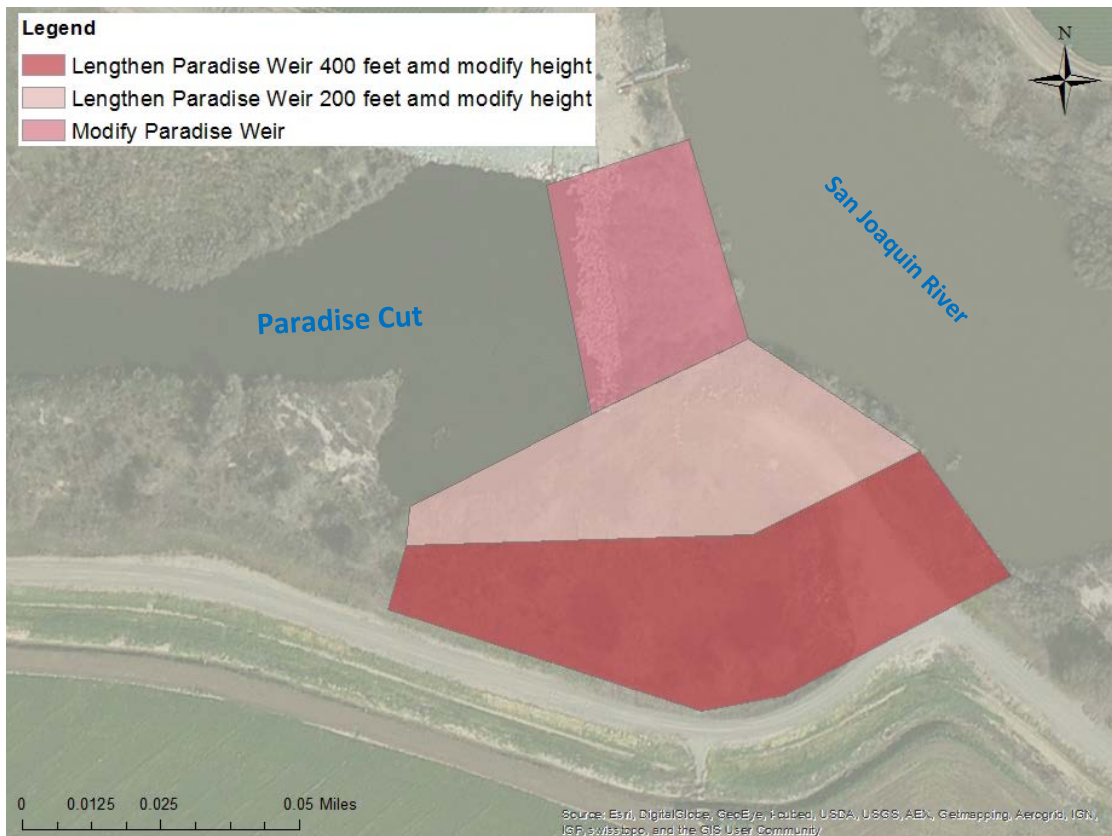 Legend
Lengthen Paradise Weir 400 feet amd modify height
Lengthen Paradise Weir 200 feet amd modify height
Modify Paradise Weir
N
San Joaquin River
Paradise Cut
0 0.0125 0.025 0.05 Miles
Source: Esri, DigitalGlobe, GeoEye, i-cubed, USDA, USGS, AEX, Getmapping, Aerogrid, IGN,
IGP, swisstopo, and the GIS User Community